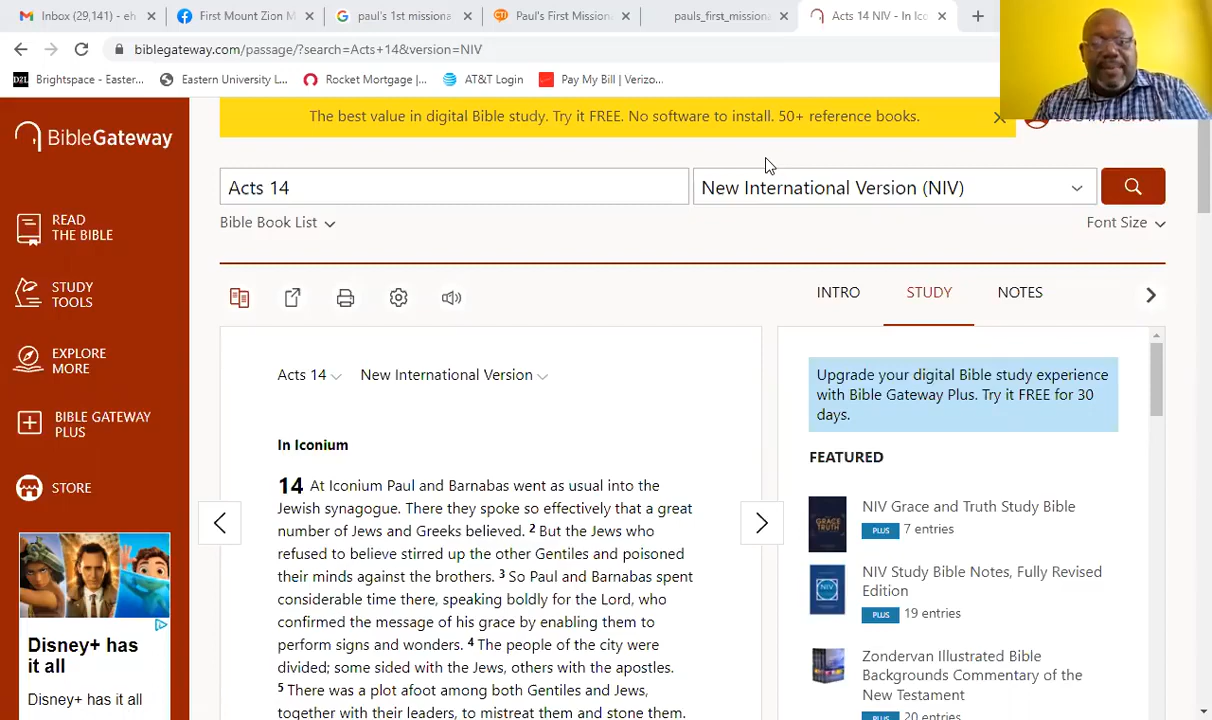 Inbox (29,141) - eh
First Mount Zion M
paul's 1st missiona
Paul's First Mission
pauls_first_missiona
Acts 14 NIV - In Ico
biblegateway.com/passage/?search=Acts+14&version=NIV
Brightspace - Easter...
Eastern University L...
Rocket Mortgage |...
AT&T Login
Pay My Bill | Verizo...
The best value in digital Bible study. Try it FREE. No software to install. 50+ reference books.
BibleGateway
Acts 14
New International Version (NIV)
Bible Book List
Font Size
READ
THE BIBLE
STUDY
TOOLS
EXPLORE
MORE
BIBLE GATEWAY
PLUS
STORE
INTRO
STUDY
NOTES
Acts 14
New International Version
In Iconium
14 At Iconium Paul and Barnabas went as usual into the
Jewish synagogue. There they spoke so effectively that a great
number of Jews and Greeks believed. 2 But the Jews who
refused to believe stirred up the other Gentiles and poisoned
their minds against the brothers. 3 So Paul and Barnabas spent
considerable time there, speaking boldly for the Lord, who
confirmed the message of his grace by enabling them to
perform signs and wonders. 4 The people of the city were
divided; some sided with the Jews, others with the apostles.
5 There was a plot afoot among both Gentiles and Jews,
together with their leaders, to mistreat them and stone them.
Upgrade your digital Bible study experience
with Bible Gateway Plus. Try it FREE for 30
days.
FEATURED
GRACE
TRUTH
NIV Grace and Truth Study Bible
PLUS 7 entries
NIV
NIV Study Bible Notes, Fully Revised
Edition
PLUS 19 entries
Zondervan Illustrated Bible
Backgrounds Commentary of the
New Testament
PLUS 20 entries
Disney+ has
it all
Disney+ has it all